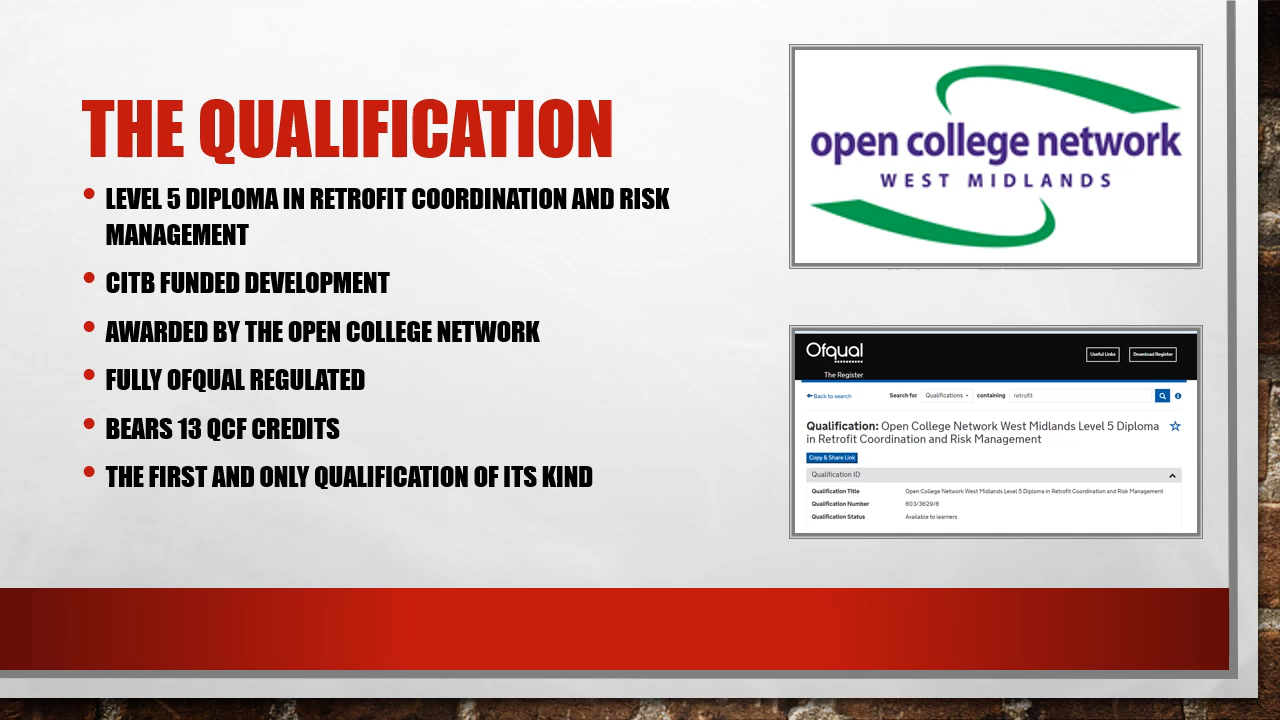 THE QUALIFICATION
• LEVEL 5 DIPLOMA IN RETROFIT COORDINATION AND RISK
MANAGEMENT
• CITB FUNDED DEVELOPMENT
• AWARDED BY THE OPEN COLLEGE NETWORK
• FULLY OFQUAL REGULATED
• BEARS 13 QCF CREDITS
• THE FIRST AND ONLY QUALIFICATION OF ITS KIND
open college network
WEST MIDLANDS
Ofqual
The Register
Useful Links Download Register
Back to search Search for Qualifications containing retrofit
Qualification: Open College Network West Midlands Level 5 Diploma
in Retrofit Coordination and Risk Management
Copy & Share Link
Qualification ID
Qualification Title Open College Network West Midlands Level 5 Diploma in Retrofit Coordination and Risk Management
Qualification Number 603/3629/8
Qualification Status Available to learners